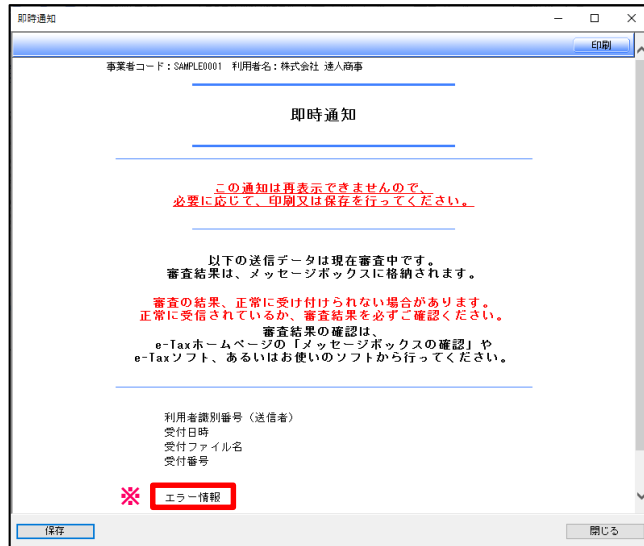 即時通知
印刷
事業者コード：SAMPLE0001　利用者名：株式会社 達人商事
即時通知
この通知は再表示できませんので、
必要に応じて、印刷又は保存を行ってください。
以下の送信データは現在審査中です。
審査結果は、メッセージボックスに格納されます。
審査の結果、正常に受け付けられない場合があります。
正常に受信されているか、審査結果を必ずご確認ください。
審査結果の確認は、
e-Taxホームページの「メッセージボックスの確認」や
e-Taxソフト、あるいはお使いのソフトから行ってください。
利用者識別番号（送信者）
受付日時
受付ファイル名
受付番号
※ エラー情報
保存
閉じる